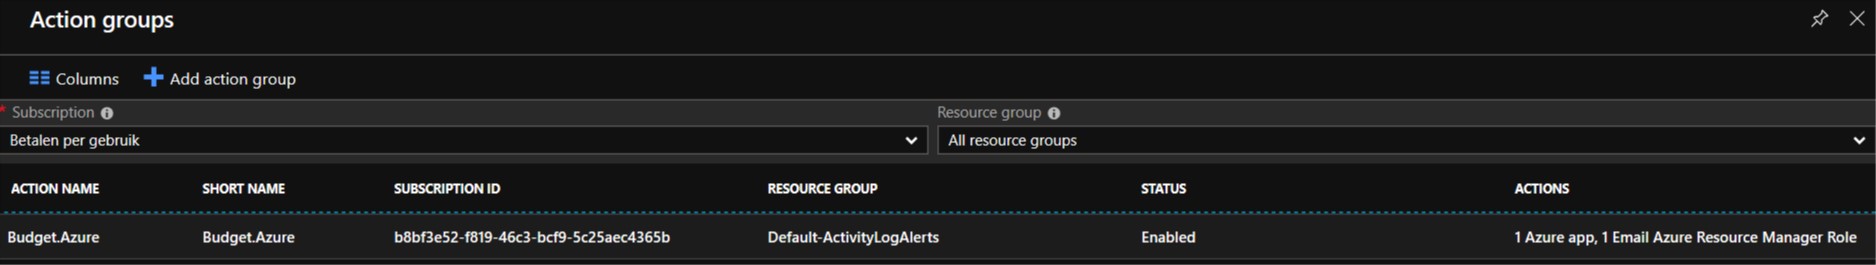 Action groups
Columns Add action group
* Subscription Resource group
Betalen per gebruik All resource groups
ACTION NAME SHORT NAME SUBSCRIPTION ID RESOURCE GROUP STATUS ACTIONS
Budget.Azure Budget.Azure b8bf3e52-f819-46c3-bcf9-5c25aec4365b Default-ActivityLogAlerts Enabled 1 Azure app, 1 Email Azure Resource Manager Role